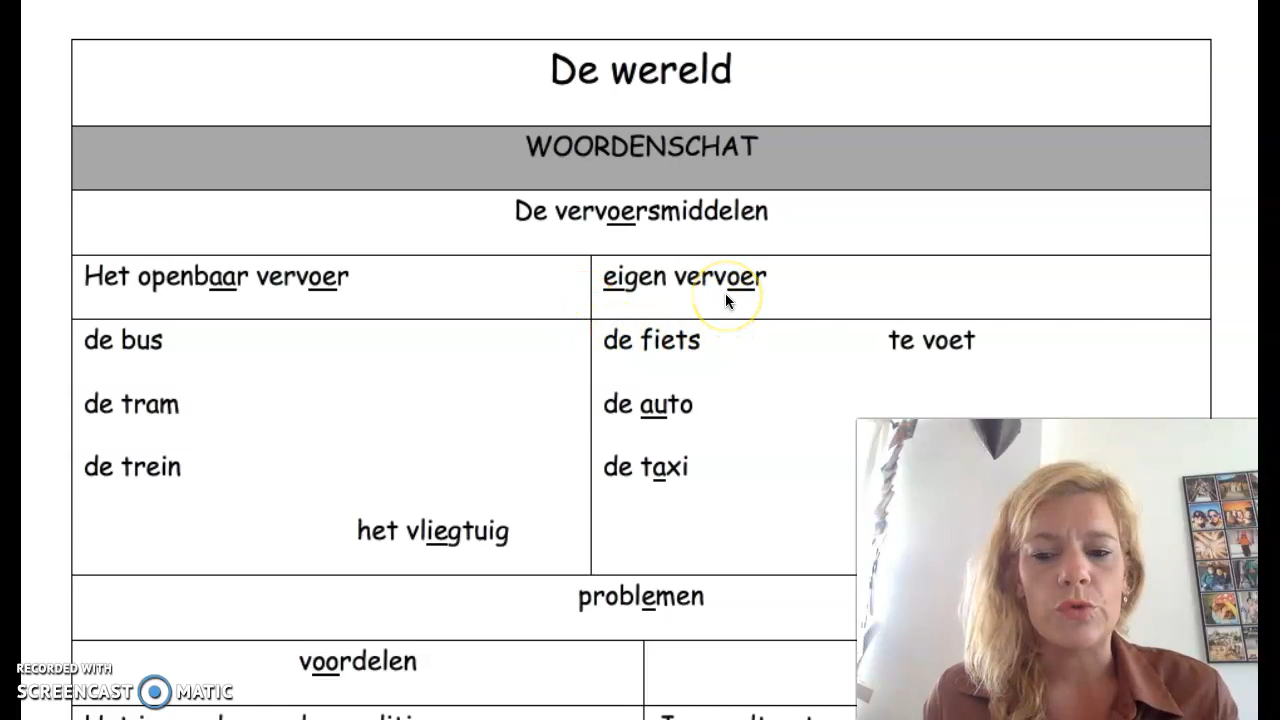 De wereld
WOORDENSCHAT
De vervoersmiddelen
Het openbaar vervoer
eigen vervoer
de bus
de fiets
te voet
de tram
de auto
de trein
de taxi
het vliegtuig
problemen
voordelen
RECORDED WITH
SCREENCAST MATIC